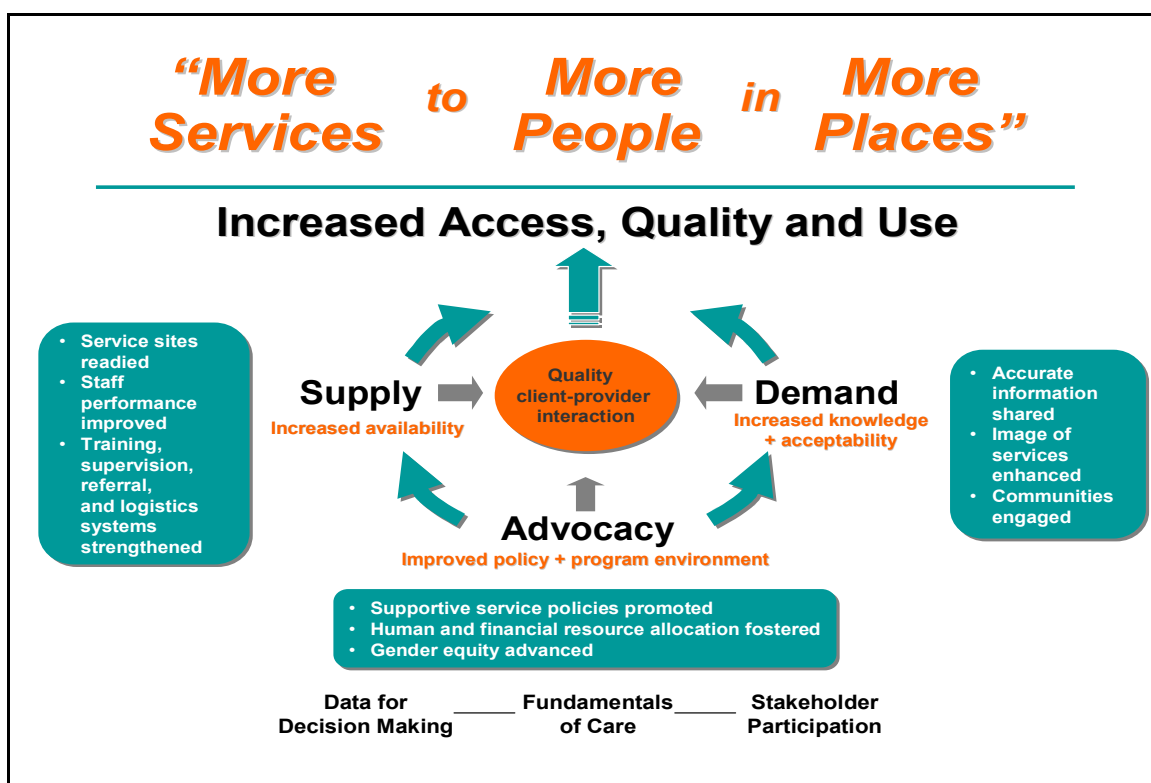 “More Services to More People in More Places”
Increased Access, Quality and Use
• Service sites
readied
• Staff
performance
improved
• Training,
supervision,
referral,
and logistics
systems
strengthened
Supply
Increased availability
Quality
client-provider
interaction
Demand
Increased knowledge
+ acceptability
• Accurate
information
shared
• Image of
services
enhanced
• Communities
engaged
Advocacy
Improved policy + program environment
• Supportive service policies promoted
• Human and financial resource allocation fostered
• Gender equity advanced
Data for
Decision Making
Fundamentals
of Care
Stakeholder
Participation